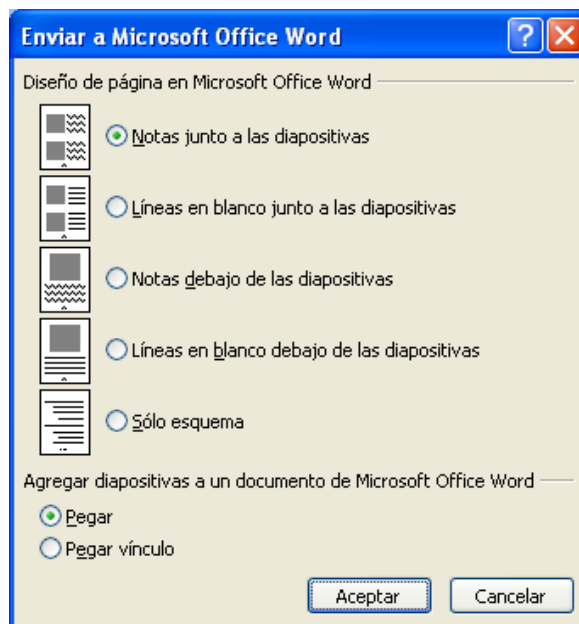 Enviar a Microsoft Office Word
Diseño de página en Microsoft Office Word
Notas junto a las diapositivas
Líneas en blanco junto a las diapositivas
Notas debajo de las diapositivas
Líneas en blanco debajo de las diapositivas
Sólo esquema
Agregar diapositivas a un documento de Microsoft Office Word
Pegar
Pegar vínculo
Aceptar Cancelar